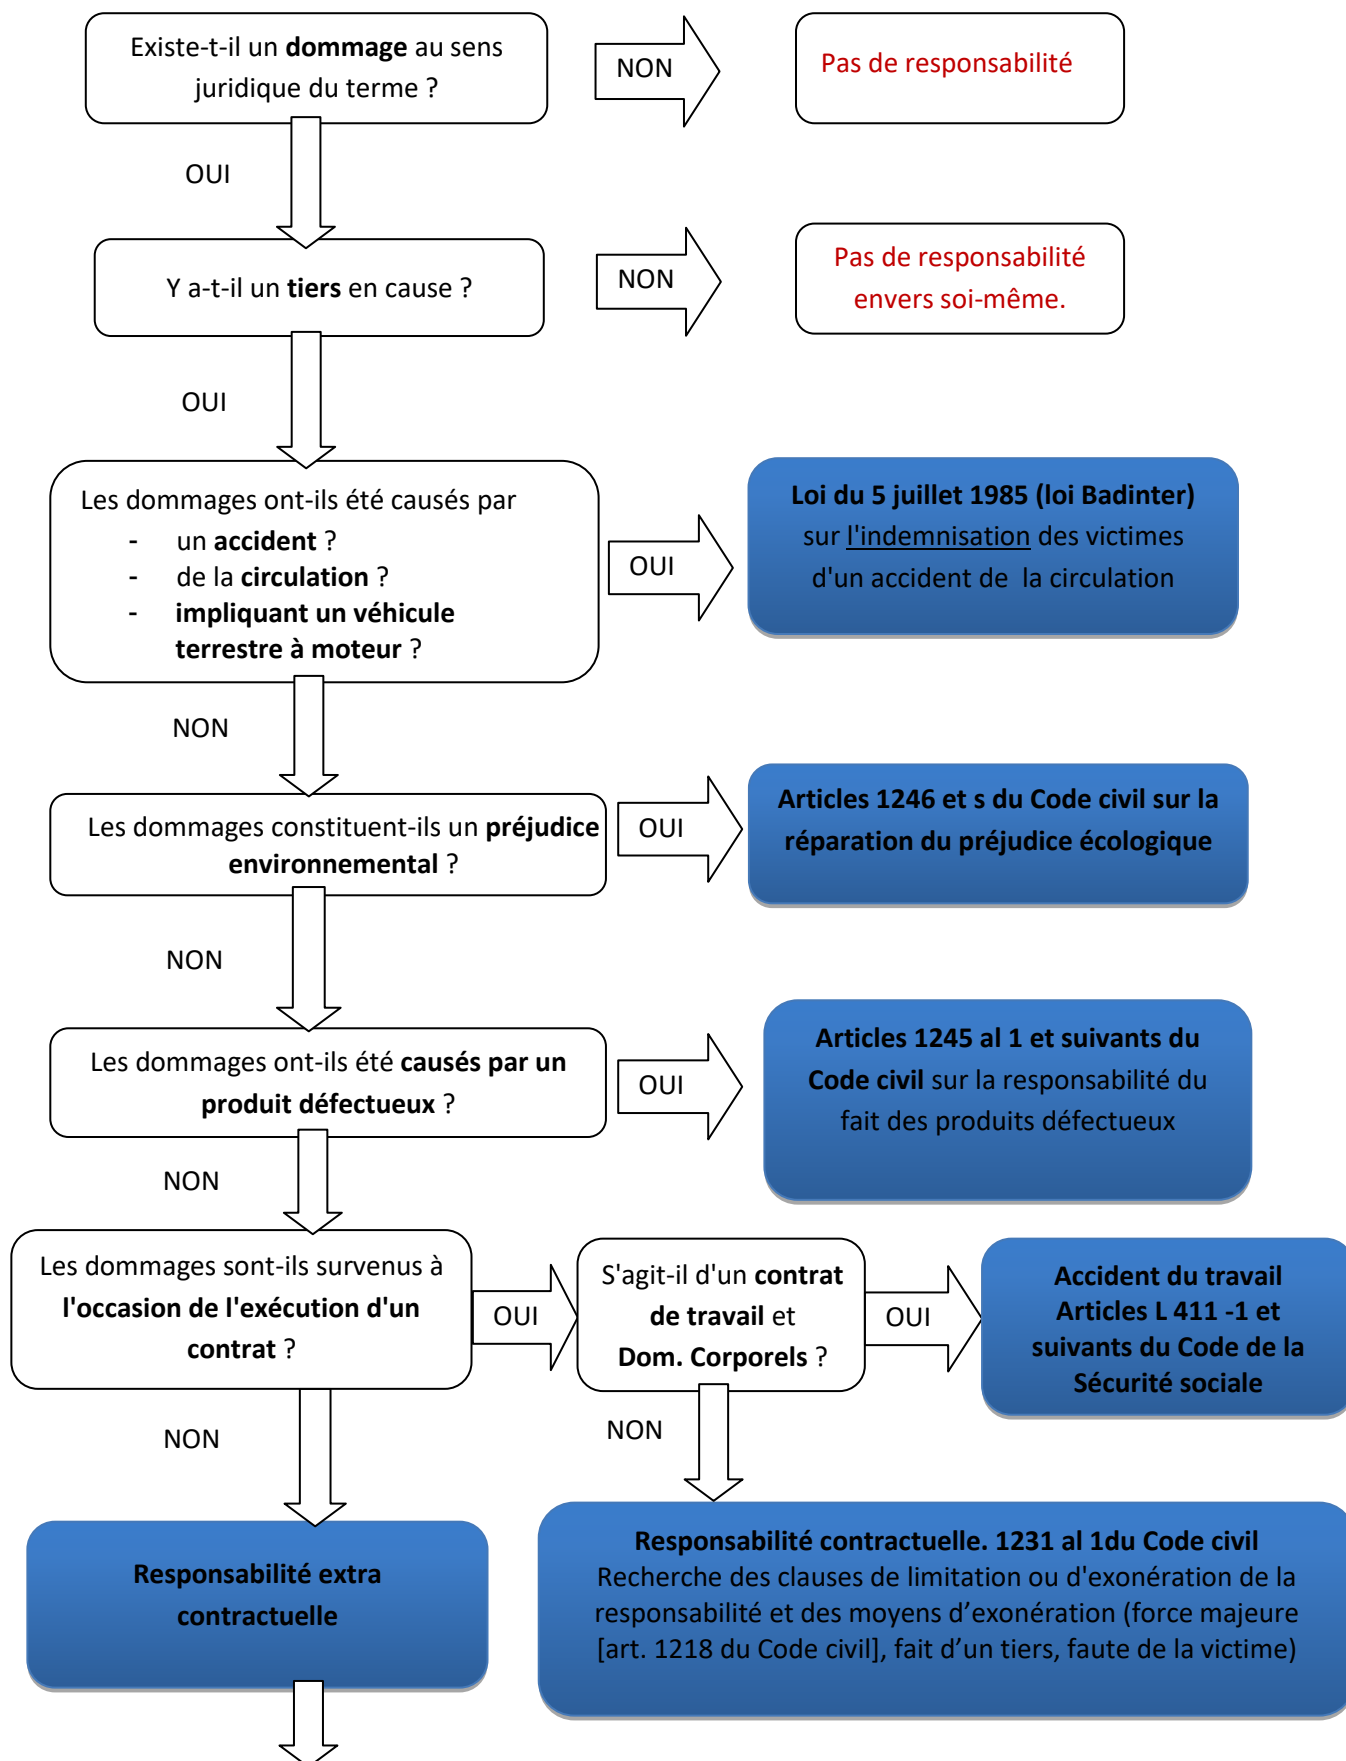 Existe-t-il un dommage au sens
juridique du terme ?
NON
Pas de responsabilité
OUI
Y a-t-il un tiers en cause ?
NON
Pas de responsabilité
envers soi-même.
OUI
Les dommages ont-ils été causés par
- un accident ?
- de la circulation ?
- impliquant un véhicule
terrestre à moteur ?
OUI
Loi du 5 juillet 1985 (loi Badinter)
sur l'indemnisation des victimes
d'un accident de la circulation
NON
Les dommages constituent-ils un préjudice
environnemental ?
OUI
Articles 1246 et s du Code civil sur la
réparation du préjudice écologique
NON
Les dommages ont-ils été causés par un
produit défectueux ?
OUI
Articles 1245 al 1 et suivants du
Code civil sur la responsabilité du
fait des produits défectueux
NON
Les dommages sont-ils survenus à
l'occasion de l'exécution d'un
contrat ?
OUI
S'agit-il d'un contrat
de travail et
Dom. Corporels ?
OUI
Accident du travail
Articles L 411 -1 et
suivants du Code de la
Sécurité sociale
NON
NON
Responsabilité extra
contractuelle
Responsabilité contractuelle. 1231 al 1du Code civil
Recherche des clauses de limitation ou d'exonération de la
responsabilité et des moyens d’exonération (force majeure
[art. 1218 du Code civil], fait d’un tiers, faute de la victime)